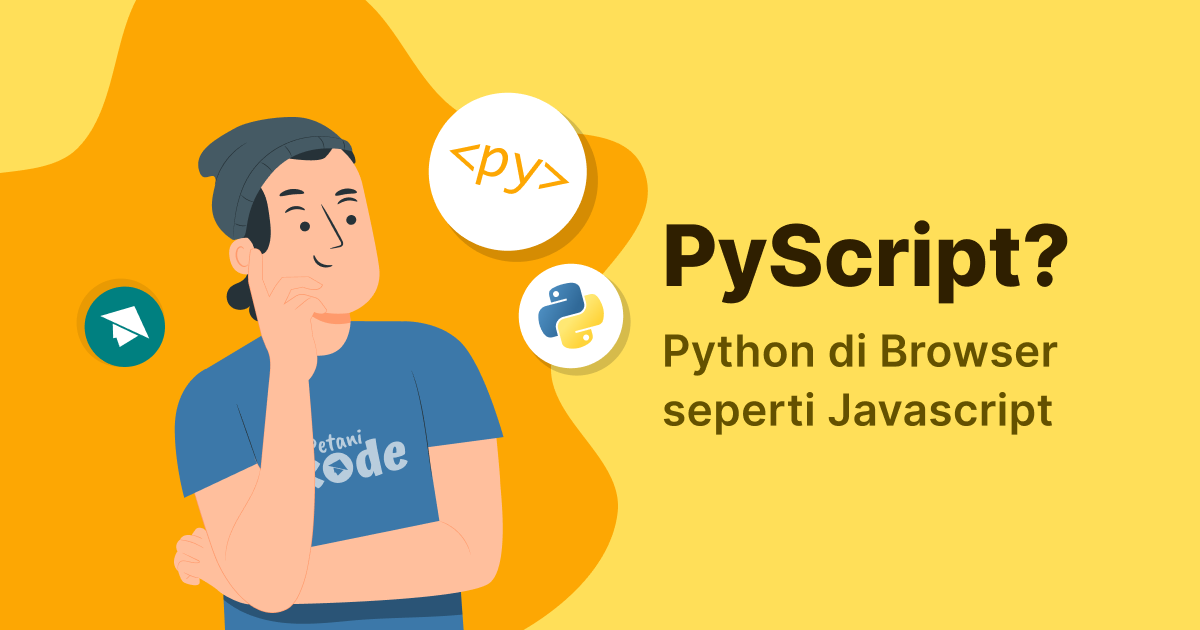 <py>
PyScript?
Python di Browser
seperti Javascript
Petani
Kode